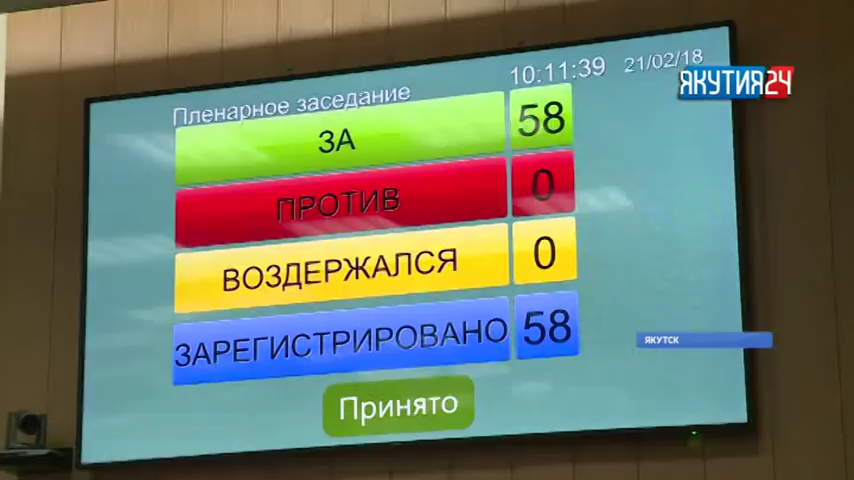 Пленарное заседание 10:11:39 21/02/18
ЯКУТИЯ24
ЗА 58
ПРОТИВ 0
ВОЗДЕРЖАЛСЯ 0
ЗАРЕГИСТРИРОВАНО 58
ЯКУТСК
Принято